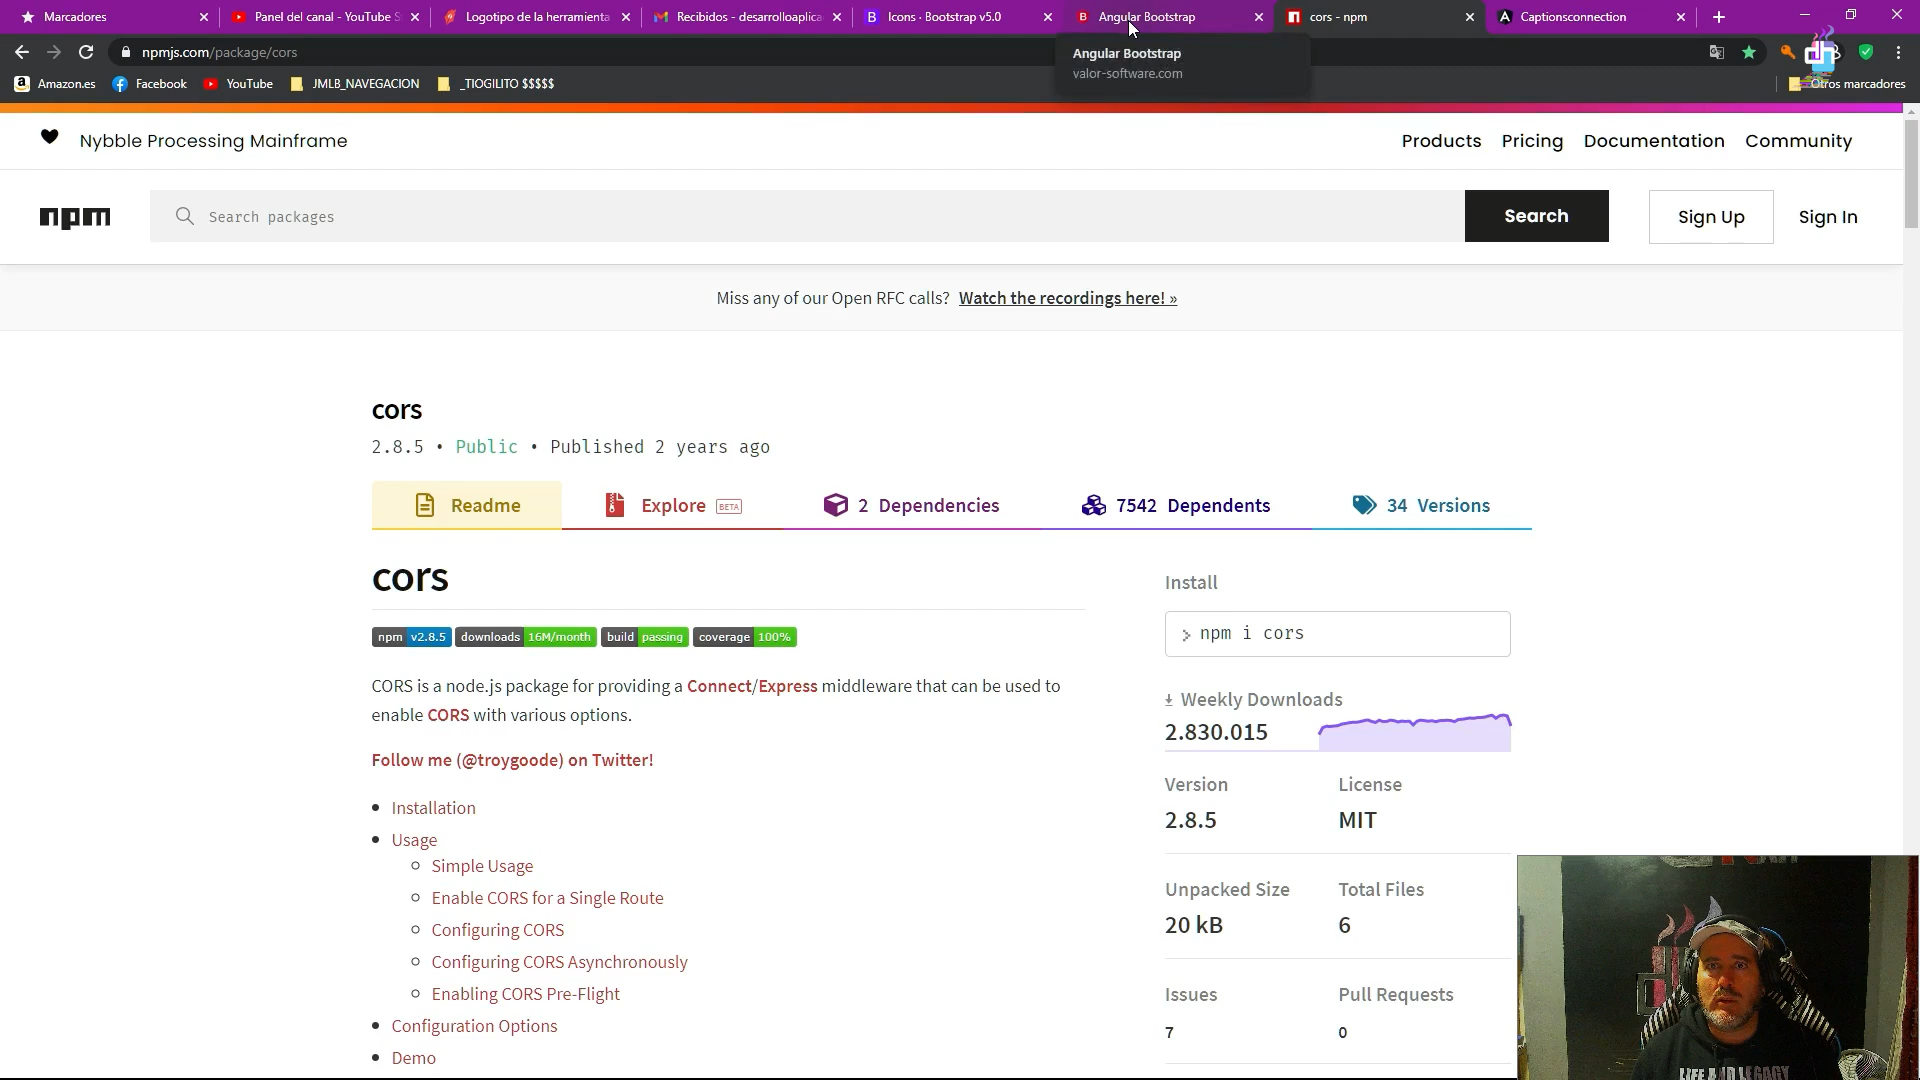 Marcadores
Panel del canal - YouTube S
Logotipo de la herramienta
Recibidos - desarrolloaplica
Icons · Bootstrap v5.0
Angular Bootstrap
cors - npm
Captionsconnection
npmjs.com/package/cors
Angular Bootstrap
valor-software.com
Amazon.es
Facebook
YouTube
JMLB_NAVEGACION
_TIOGILITO $$$$$
Otros marcadores
Nybble Processing Mainframe
Products
Pricing
Documentation
Community
npm
Search packages
Search
Sign Up
Sign In
Miss any of our Open RFC calls? Watch the recordings here! »
cors
2.8.5 • Public • Published 2 years ago
Readme
Explore BETA
2 Dependencies
7542 Dependents
34 Versions
cors
npm v2.8.5
downloads 16M/month
build passing
coverage 100%
CORS is a node.js package for providing a Connect/Express middleware that can be used to
enable CORS with various options.
Follow me (@troygoode) on Twitter!
• Installation
• Usage
Simple Usage
Enable CORS for a Single Route
Configuring CORS
Configuring CORS Asynchronously
Enabling CORS Pre-Flight
• Configuration Options
• Demo
Install
> npm i cors
Weekly Downloads
2.830.015
Version
License
2.8.5
MIT
Unpacked Size
Total Files
20 kB
6
Issues
Pull Requests
7
0
LIFE AND LEGACY